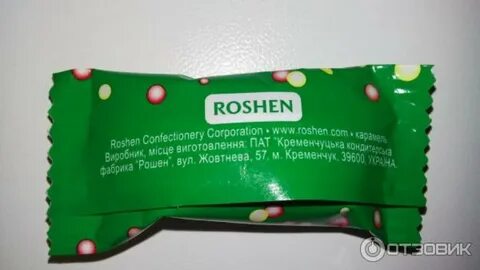 ROSHEN
Roshen Confectionery Corporation • www.roshen.com • карамель
Виробник, місце виготовлення: ПАТ "Кременчуцька кондитерська
фабрика "Рошен", вул. Жовтнева, 57, м. Кременчук, 39600, УКРАЇНА.
ОТЗОВИК